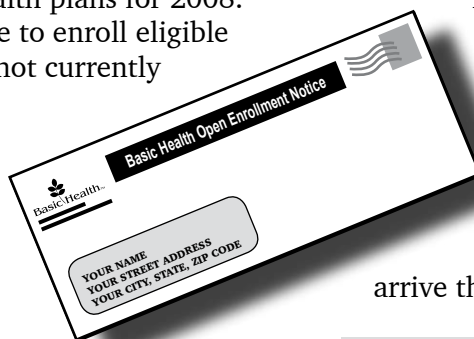 health plans for 2008.
e to enroll eligible
not currently
Basic Health Open Enrollment Notice
Basic Health
YOUR NAME
YOUR STREET ADDRESS
YOUR CITY, STATE, ZIP CODE
arrive th